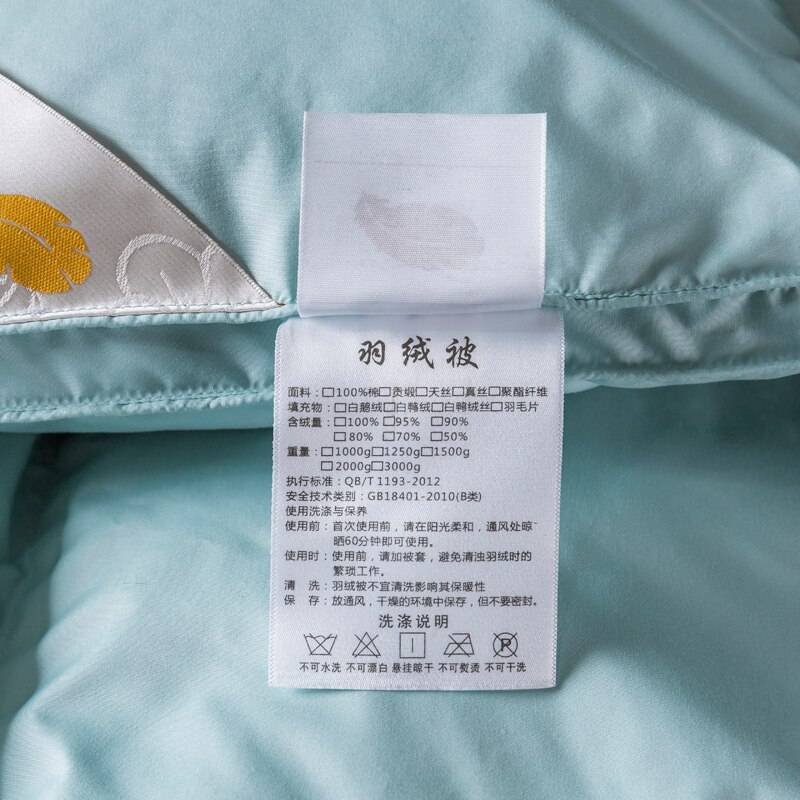 羽绒被
面料：□100%棉□贡缎□天丝□真丝□聚酯纤维
填充物：□白鹅绒□白鸭绒□白鸭绒丝□羽毛片
含绒量：□100% □95% □90%
□80% □70% □50%
重量：□1000g□1250g□1500g
□2000g□3000g
执行标准：QB/T 1193-2012
安全技术类别：GB18401-2010(B类)
使用洗涤与保养
使用前：首次使用前，请在阳光柔和，通风处晾
晒60分钟即可使用。
使用时：使用前，请加被套，避免清浊羽绒时的
繁琐工作。
清 洗：羽绒被不宜清洗影响其保暖性
保 存：放通风，干燥的环境中保存，但不要密封。
洗涤说明
不可水洗 不可漂白 悬挂晾干 不可熨烫 不可干洗